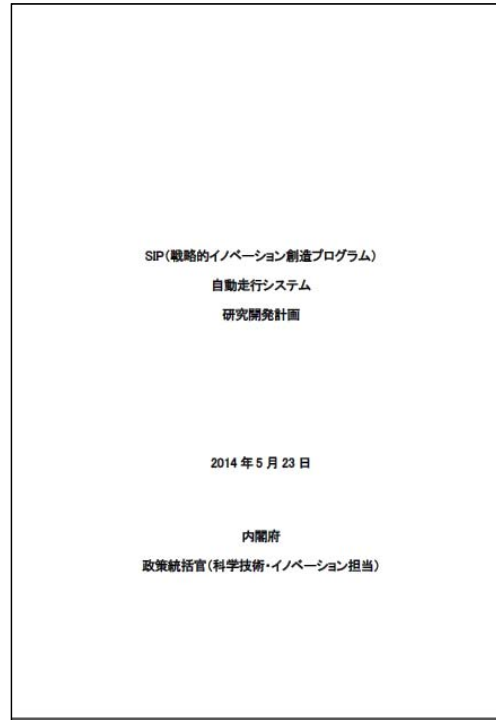 SIP(戦略的イノベーション創造プログラム)
自動走行システム
研究開発計画
2014 年 5 月 23 日
内閣府
政策統括官(科学技術・イノベーション担当)